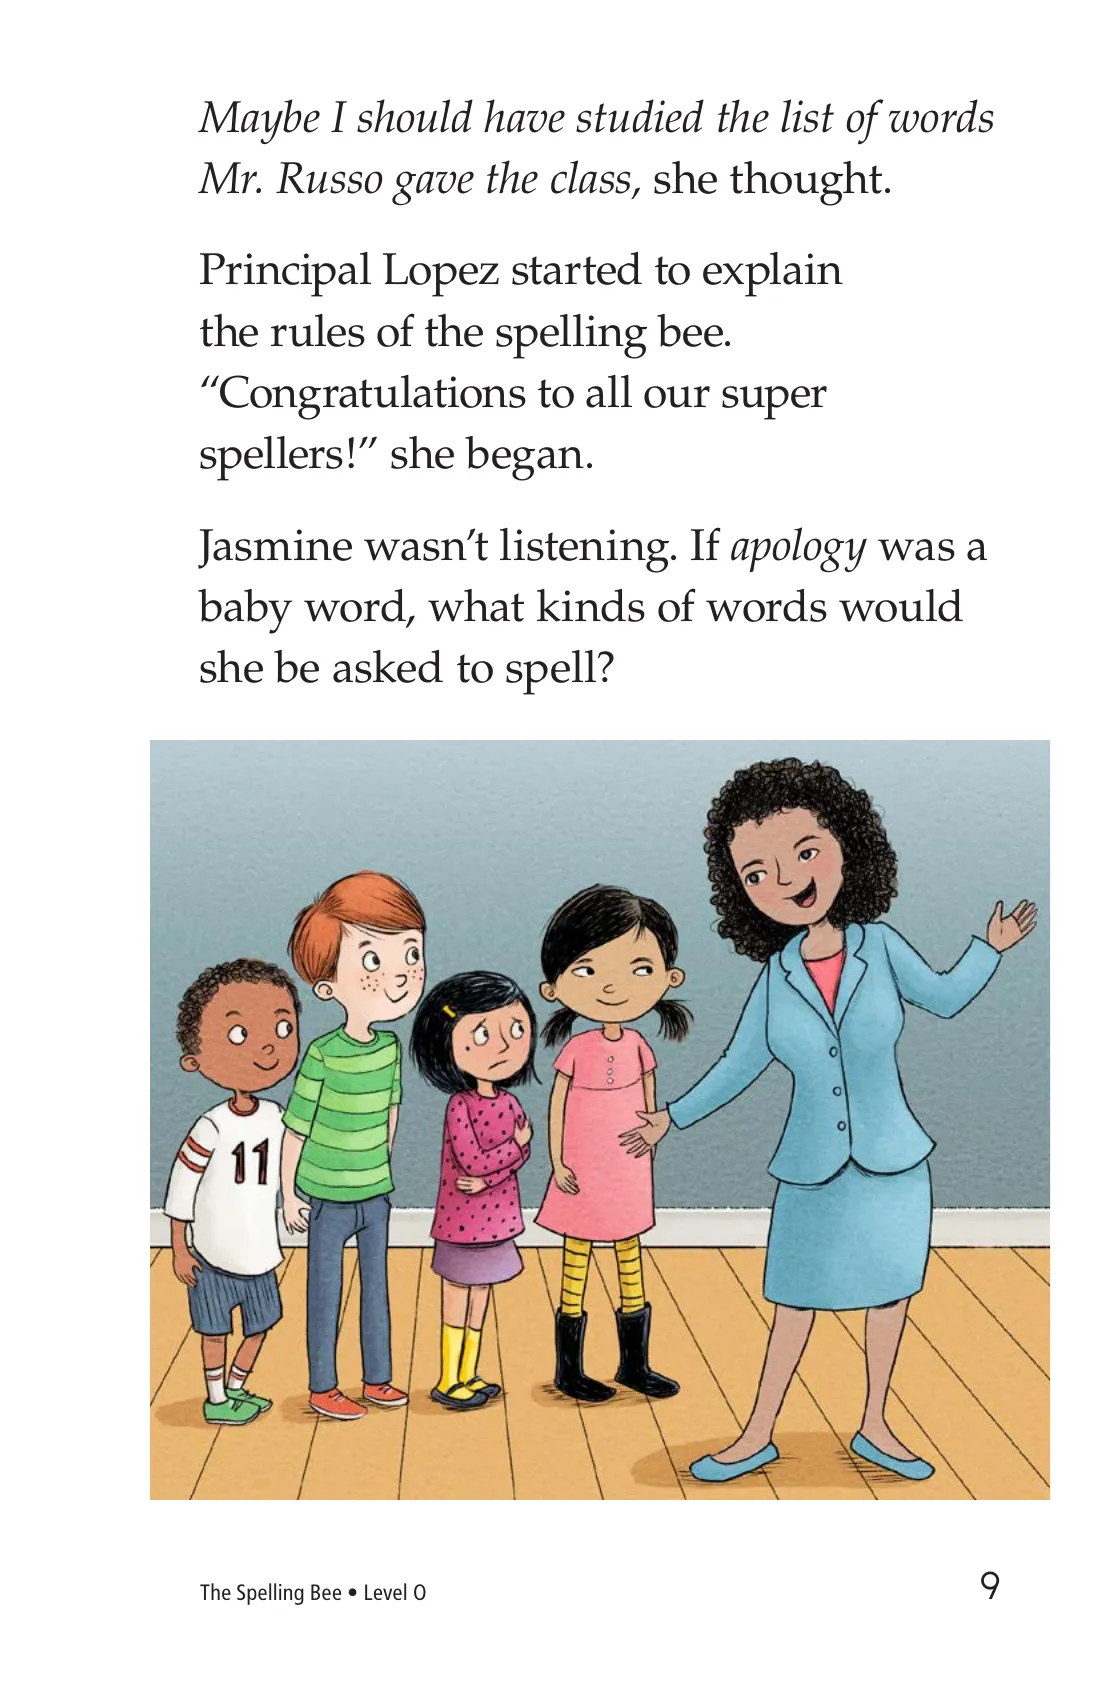 Maybe I should have studied the list of words
Mr. Russo gave the class, she thought.
Principal Lopez started to explain
the rules of the spelling bee.
“Congratulations to all our super
spellers!” she began.
Jasmine wasn’t listening. If apology was a
baby word, what kinds of words would
she be asked to spell?
11
The Spelling Bee • Level O
9